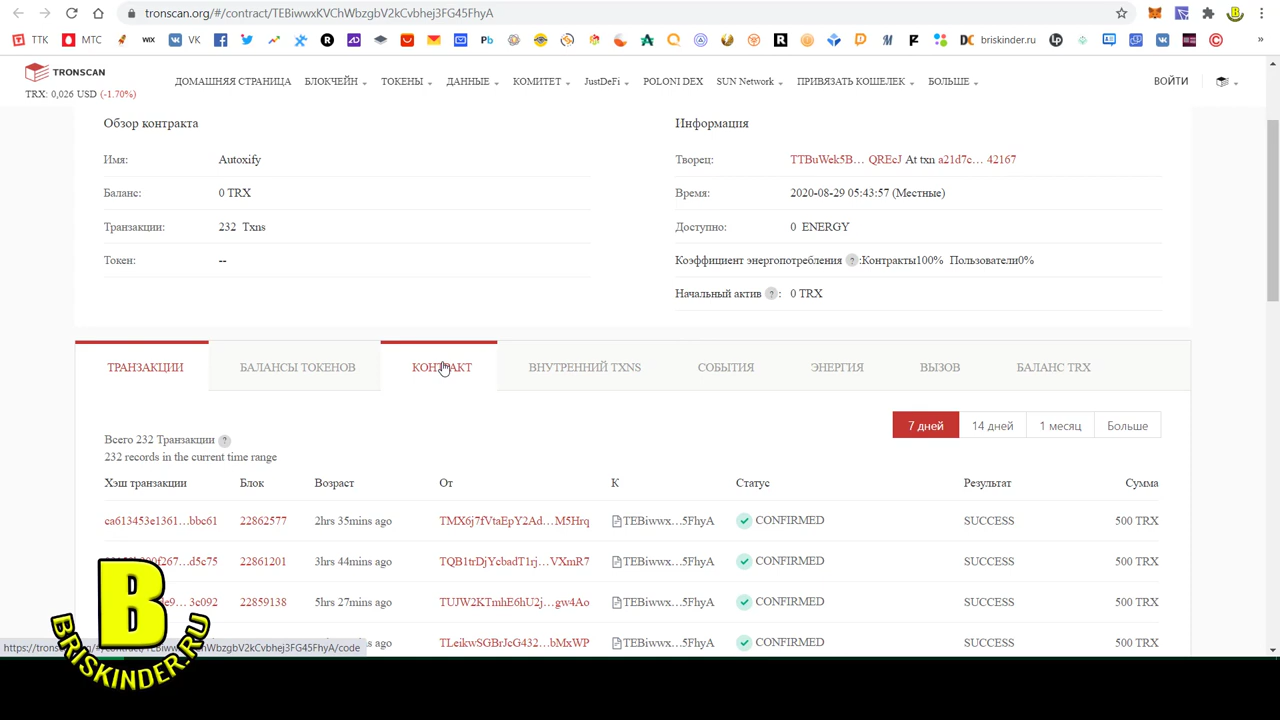 tronscan.org/#/contract/TEBiwwxKVChWbzgbV2kCvbhej3FG45FhyA
ТТК МТС WIX VK Pb DC briskinder.ru Lp
TRONSCAN
TRX: 0,026 USD (-1.70%)
ДОМАШНЯЯ СТРАНИЦА БЛОКЧЕЙН ТОКЕНЫ ДАННЫЕ КОМИТЕТ JustDeFi POLONI DEX SUN Network ПРИВЯЗАТЬ КОШЕЛЕК БОЛЬШЕ ВОЙТИ
Обзор контракта
Имя: Autoxify
Баланс: 0 TRX
Транзакции: 232 Txns
Токен: --
Информация
Творец: TTBuWek5B... QREcJ At txn a21d7c... 42167
Время: 2020-08-29 05:43:57 (Местные)
Доступно: 0 ENERGY
Коэффициент энергопотребления ? :Контракты100% Пользователи0%
Начальный актив ? : 0 TRX
ТРАНЗАКЦИИ БАЛАНСЫ ТОКЕНОВ КОНТРАКТ ВНУТРЕННИЙ TXNS СОБЫТИЯ ЭНЕРГИЯ ВЫЗОВ БАЛАНС TRX
7 дней 14 дней 1 месяц Больше
Всего 232 Транзакции ?
232 records in the current time range
Хэш транзакции Блок Возраст От К Статус Результат Сумма
ca613453e1361...bbc61 22862577 2hrs 35mins ago TMX6j7fVtaEpY2Ad...M5Hrq TEBiwwx...5FhyA CONFIRMED SUCCESS 500 TRX
f267...d5c75 22861201 3hrs 44mins ago TQB1trDjYcbadT1rj...VXmR7 TEBiwwx...5FhyA CONFIRMED SUCCESS 500 TRX
e9...3c092 22859138 5hrs 27mins ago TUJW2KTmhE6hU2j...gw4Ao TEBiwwx...5FhyA CONFIRMED SUCCESS 500 TRX
ago TLeikwSGBrJcG432...bMxWP TEBiwwx...5FhyA CONFIRMED SUCCESS 500 TRX
B
BRISKINDER.RU